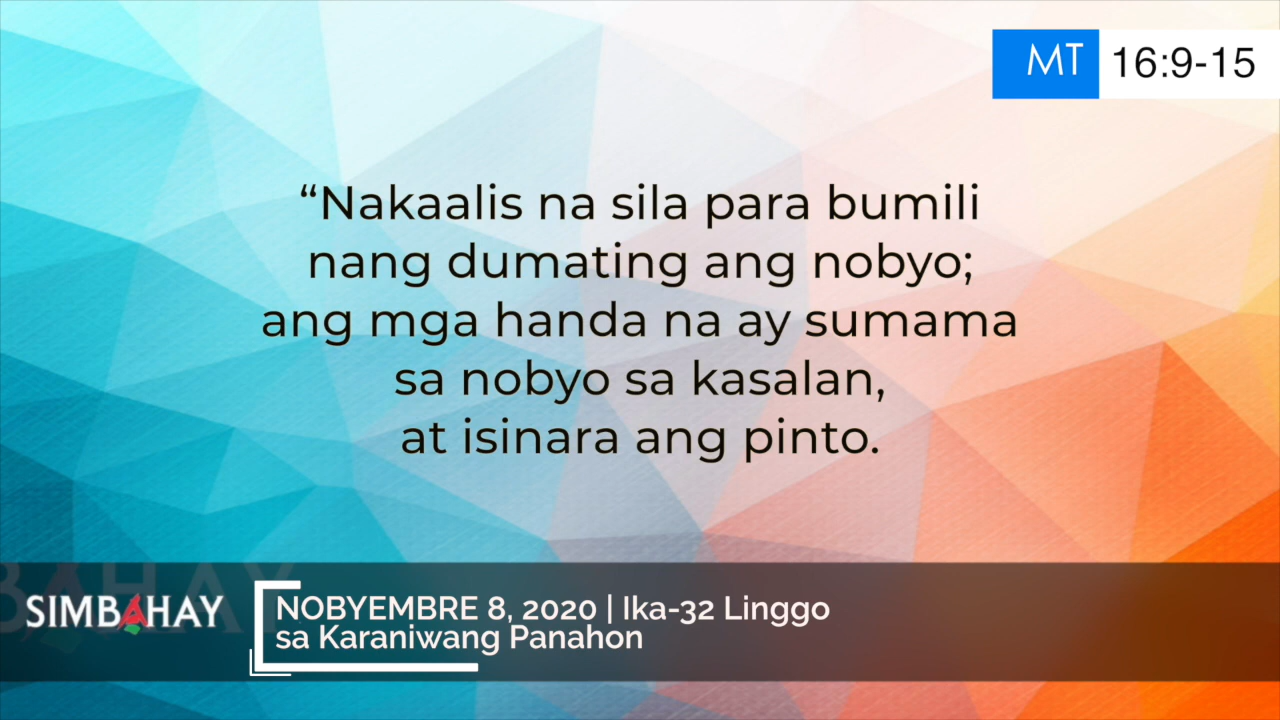 MT 16:9-15
“Nakaalis na sila para bumili
nang dumating ang nobyo;
ang mga handa na ay sumama
sa nobyo sa kasalan,
at isinara ang pinto.
SIMBAHAY
NOBYEMBRE 8, 2020 | Ika-32 Linggo
sa Karaniwang Panahon